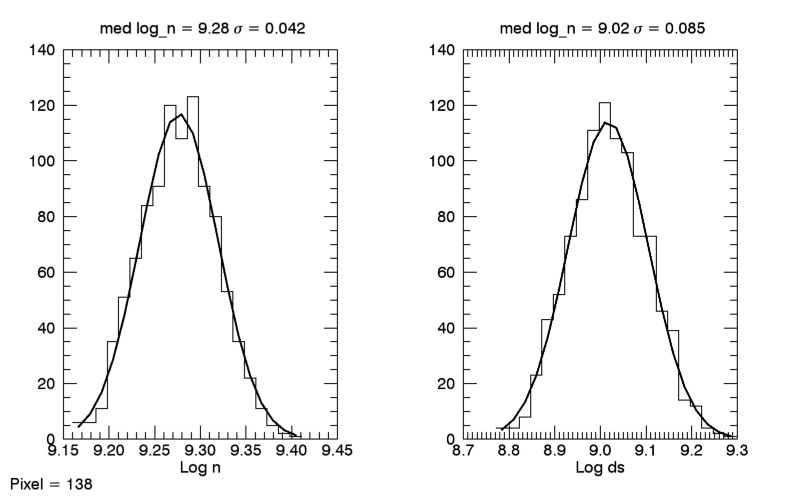 med log_n = 9.28 σ = 0.042
med log_n = 9.02 σ = 0.085
140
120
100
80
60
40
20
0
9.15 9.20 9.25 9.30 9.35 9.40 9.45
Log n
140
120
100
80
60
40
20
0
8.7 8.8 8.9 9.0 9.1 9.2 9.3
Log ds
Pixel = 138